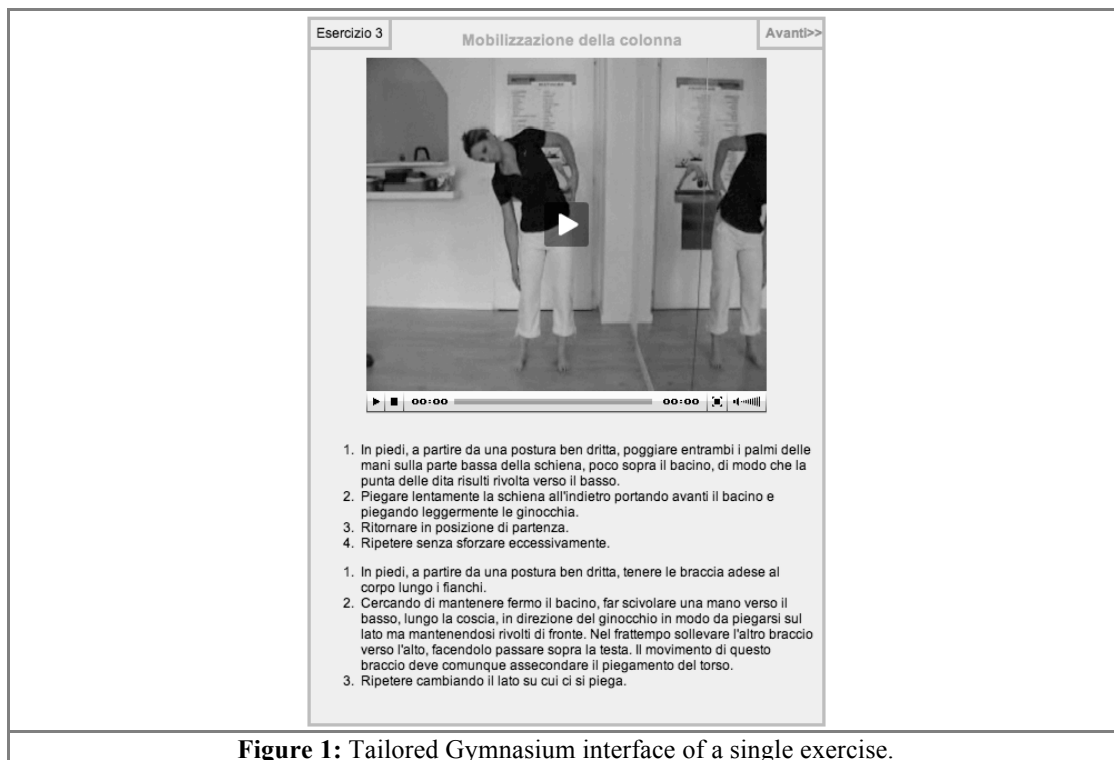 Esercizio 3
Mobilizzazione della colonna
Avanti>>
00:00
00:00
1. In piedi, a partire da una postura ben dritta, poggiare entrambi i palmi delle
mani sulla parte bassa della schiena, poco sopra il bacino, di modo che la
punta delle dita risulti rivolta verso il basso.
2. Piegare lentamente la schiena all'indietro portando avanti il bacino e
piegando leggermente le ginocchia.
3. Ritornare in posizione di partenza.
4. Ripetere senza sforzare eccessivamente.
1. In piedi, a partire da una postura ben dritta, tenere le braccia adese al
corpo lungo i fianchi.
2. Cercando di mantenere fermo il bacino, far scivolare una mano verso il
basso, lungo la coscia, in direzione del ginocchio in modo da piegarsi sul
lato ma mantenendosi rivolti di fronte. Nel frattempo sollevare l'altro braccio
verso l'alto, facendolo passare sopra la testa. Il movimento di questo
braccio deve comunque assecondare il piegamento del torso.
3. Ripetere cambiando il lato su cui ci si piega.
Figure 1: Tailored Gymnasium interface of a single exercise.